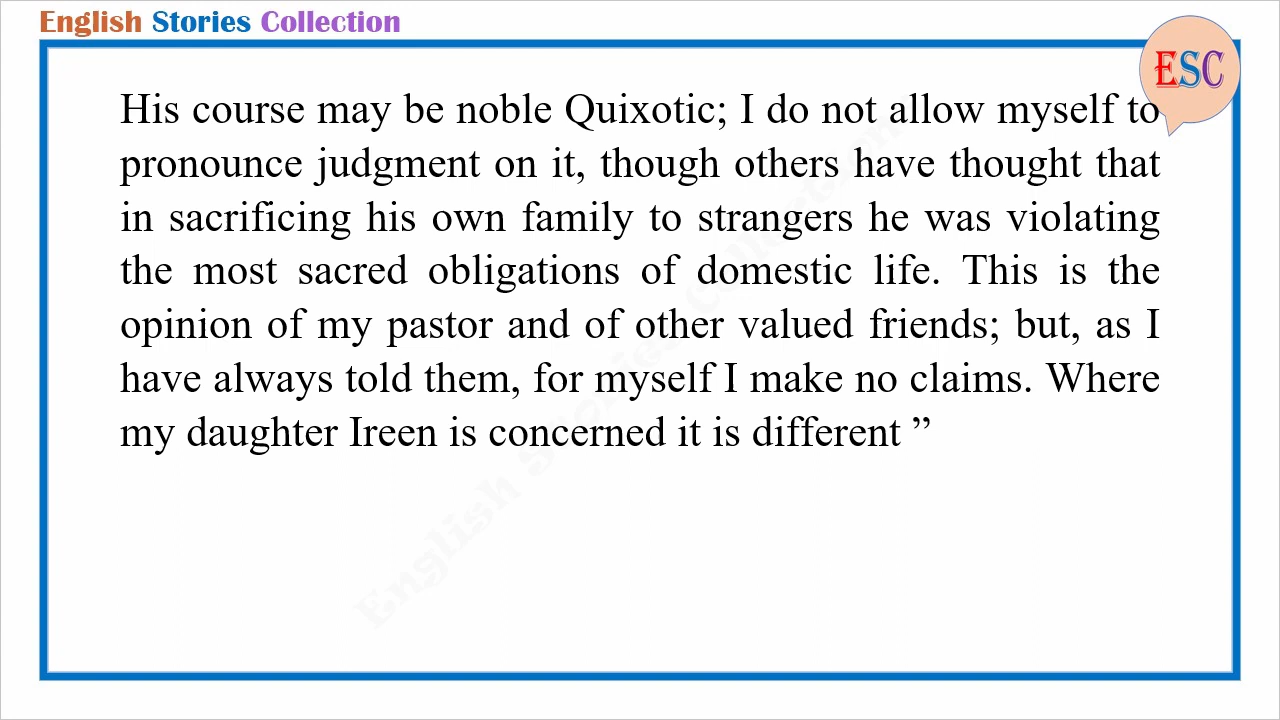 English Stories Collection
ESC
His course may be noble Quixotic; I do not allow myself to
pronounce judgment on it, though others have thought that
in sacrificing his own family to strangers he was violating
the most sacred obligations of domestic life. This is the
opinion of my pastor and of other valued friends; but, as I
have always told them, for myself I make no claims. Where
my daughter Ireen is concerned it is different ”
English Stories Collection